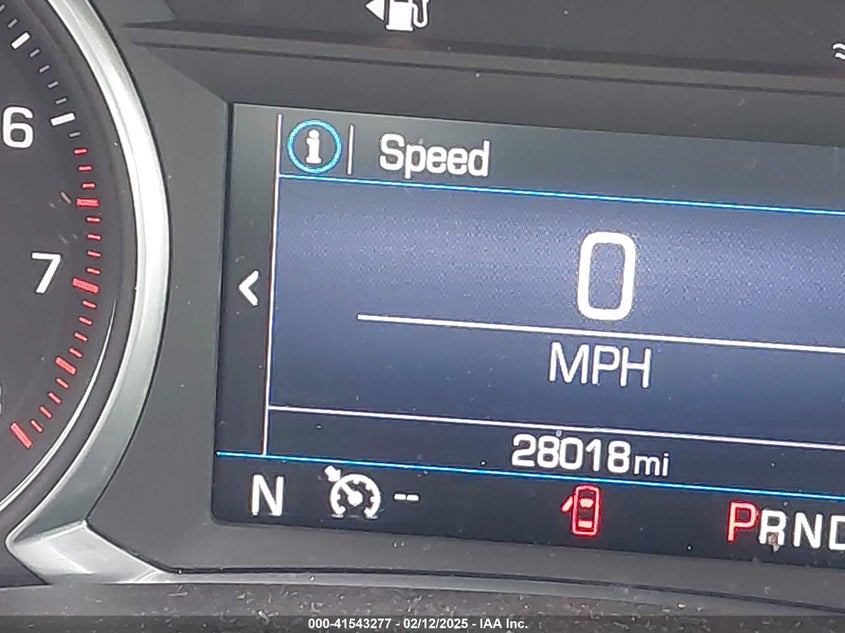 6
7
i Speed
0
MPH
28018mi
N --
PRND
000-41543277 - 02/12/2025 - IAA Inc.